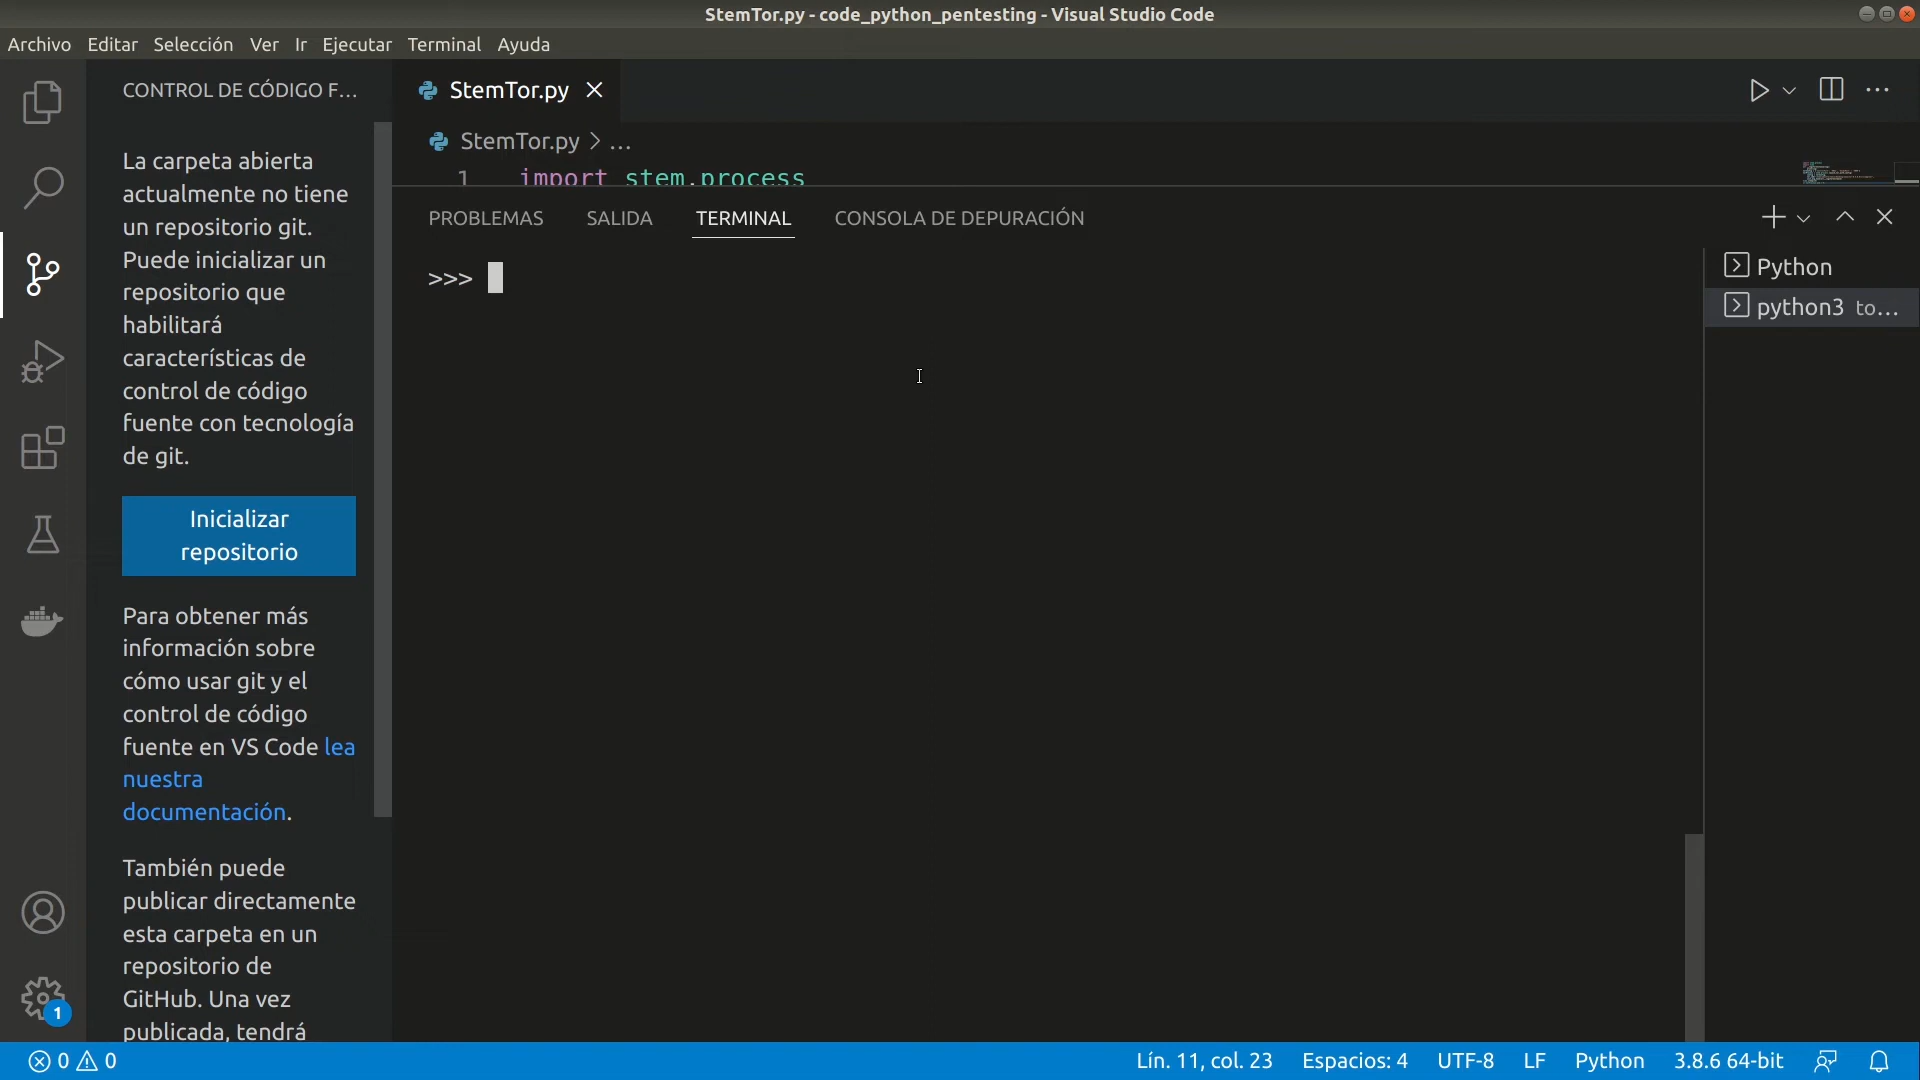 StemTor.py - code_python_pentesting - Visual Studio Code
Archivo Editar Selección Ver Ir Ejecutar Terminal Ayuda
CONTROL DE CÓDIGO F...
La carpeta abierta
actualmente no tiene
un repositorio git.
Puede inicializar un
repositorio que
habilitará
características de
control de código
fuente con tecnología
de git.
Inicializar
repositorio
Para obtener más
información sobre
cómo usar git y el
control de código
fuente en VS Code lea
nuestra
documentación.
También puede
publicar directamente
esta carpeta en un
repositorio de
GitHub. Una vez
publicada, tendrá
StemTor.py
StemTor.py > ...
1 import stem.process
PROBLEMAS SALIDA TERMINAL CONSOLA DE DEPURACIÓN
>>>
Python
python3 to...
1
0 0 Lín. 11, col. 23 Espacios: 4 UTF-8 LF Python 3.8.6 64-bit